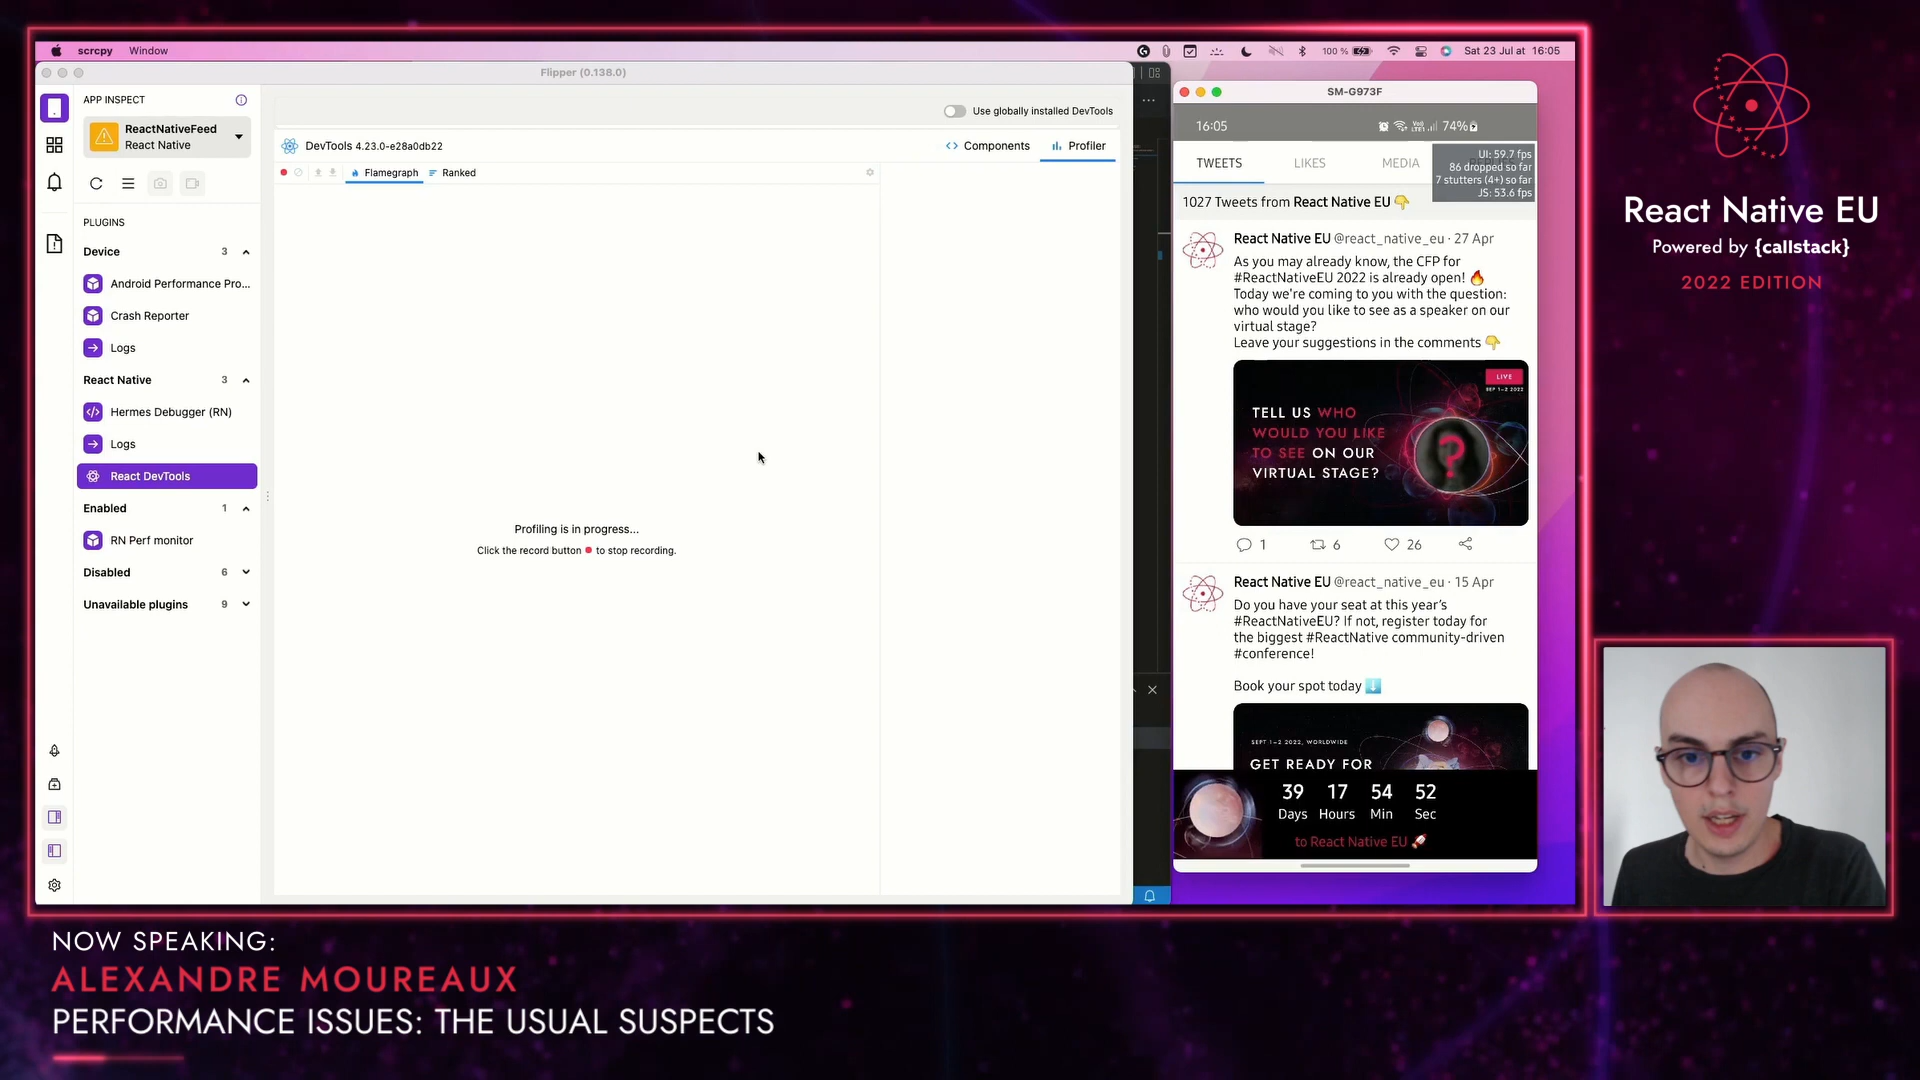 scrcpy Window
100 % Sat 23 Jul at 16:05
Flipper (0.138.0)
APP INSPECT
ReactNativeFeed
React Native
Use globally installed DevTools
DevTools 4.23.0-e28a0db22
Components
Profiler
Flamegraph
Ranked
PLUGINS
Device 3
Android Performance Pro...
Crash Reporter
Logs
React Native 3
Hermes Debugger (RN)
Logs
React DevTools
Enabled 1
RN Perf monitor
Disabled 6
Unavailable plugins 9
Profiling is in progress...
Click the record button to stop recording.
SM-G973F
16:05
74%
TWEETS LIKES MEDIA
UI: 59.7 fps
86 dropped so far
7 stutters (4+) so far
JS: 53.6 fps
1027 Tweets from React Native EU 👇
React Native EU @react_native_eu · 27 Apr
As you may already know, the CFP for
#ReactNativeEU 2022 is already open! 🔥
Today we're coming to you with the question:
who would you like to see as a speaker on our
virtual stage?
Leave your suggestions in the comments 👇
LIVE
SEP 1-2 2022
TELL US WHO
WOULD YOU LIKE
TO SEE ON OUR
VIRTUAL STAGE?
?
1 6 26
React Native EU @react_native_eu · 15 Apr
Do you have your seat at this year's
#ReactNativeEU? If not, register today for
the biggest #ReactNative community-driven
#conference!
Book your spot today ⬇️
SEPT 1–2 2022, WORLDWIDE
GET READY FOR
39 17 54 52
Days Hours Min Sec
to React Native EU 🚀
React Native EU
Powered by {callstack}
2022 EDITION
NOW SPEAKING:
ALEXANDRE MOUREAUX
PERFORMANCE ISSUES: THE USUAL SUSPECTS